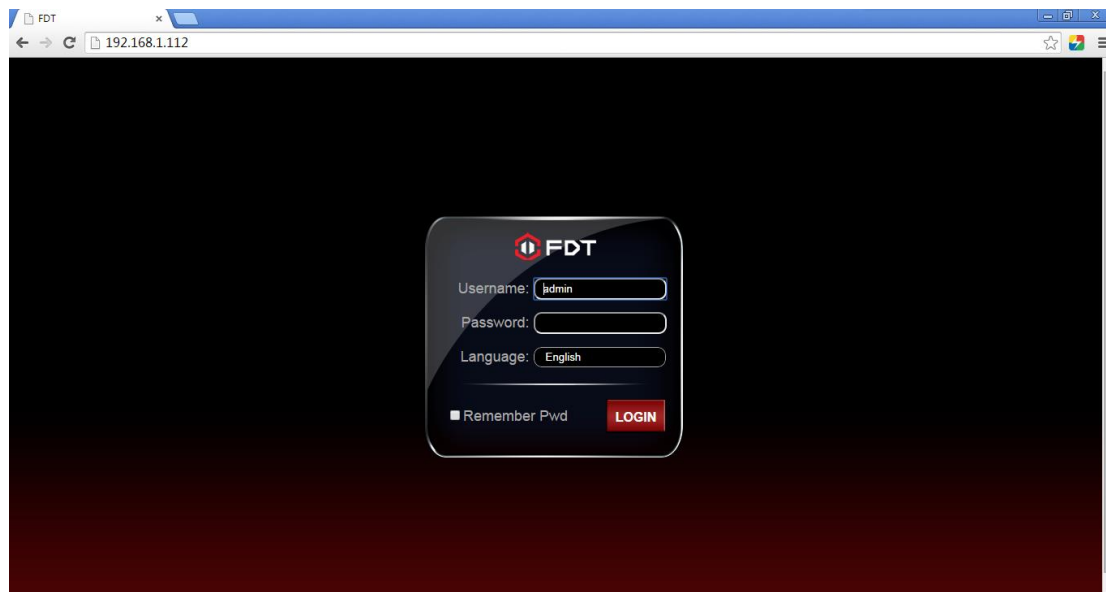 FDT
192.168.1.112
FDT
Username: admin
Password:
Language: English
Remember Pwd LOGIN